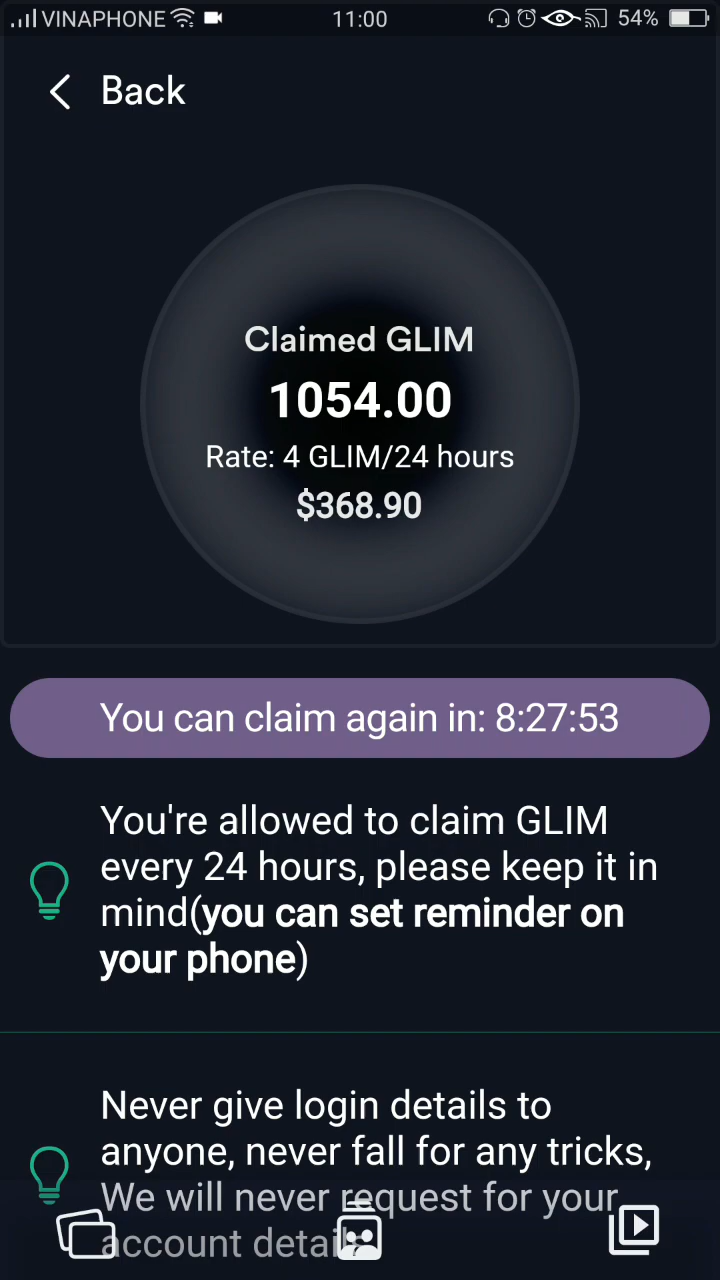 VINAPHONE 11:00 54%
Back
Claimed GLIM
1054.00
Rate: 4 GLIM/24 hours
$368.90
You can claim again in: 8:27:53
You're allowed to claim GLIM
every 24 hours, please keep it in
mind(you can set reminder on
your phone)
Never give login details to
anyone, never fall for any tricks,
We will never request for your
account details